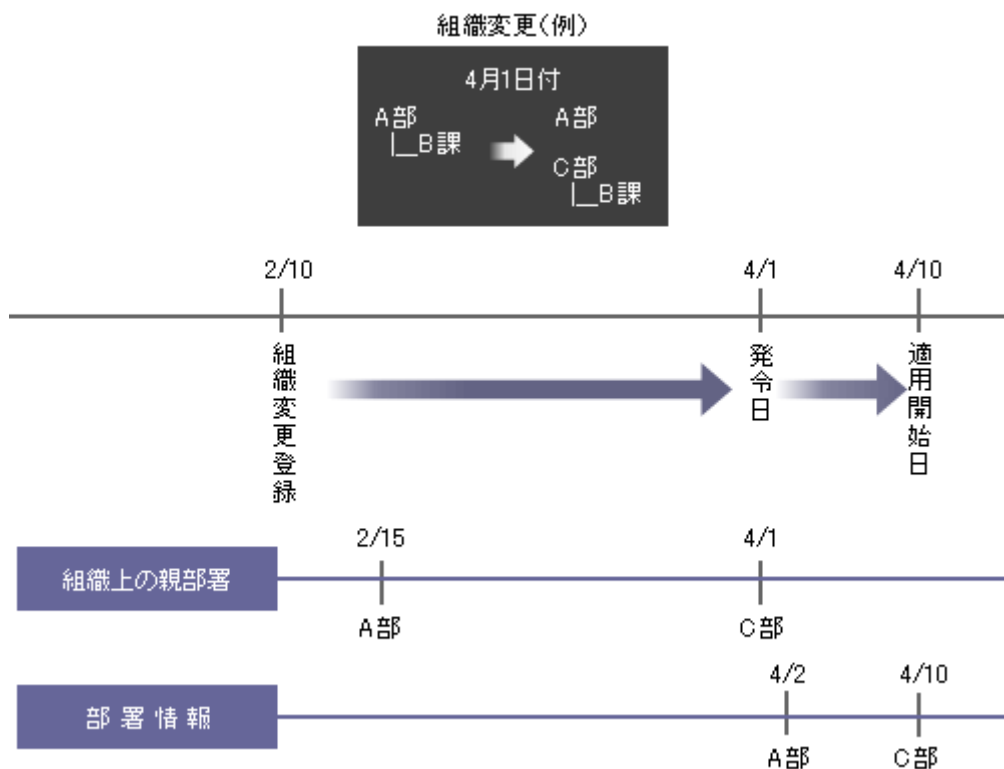 組織変更(例)
4月1日付
A部 A部
|__B課
C部
|__B課
2/10 4/1 4/10
組織変更登録
発令日
適用開始日
2/15 4/1
組織上の親部署
A部 C部
4/2 4/10
部署情報
A部 C部